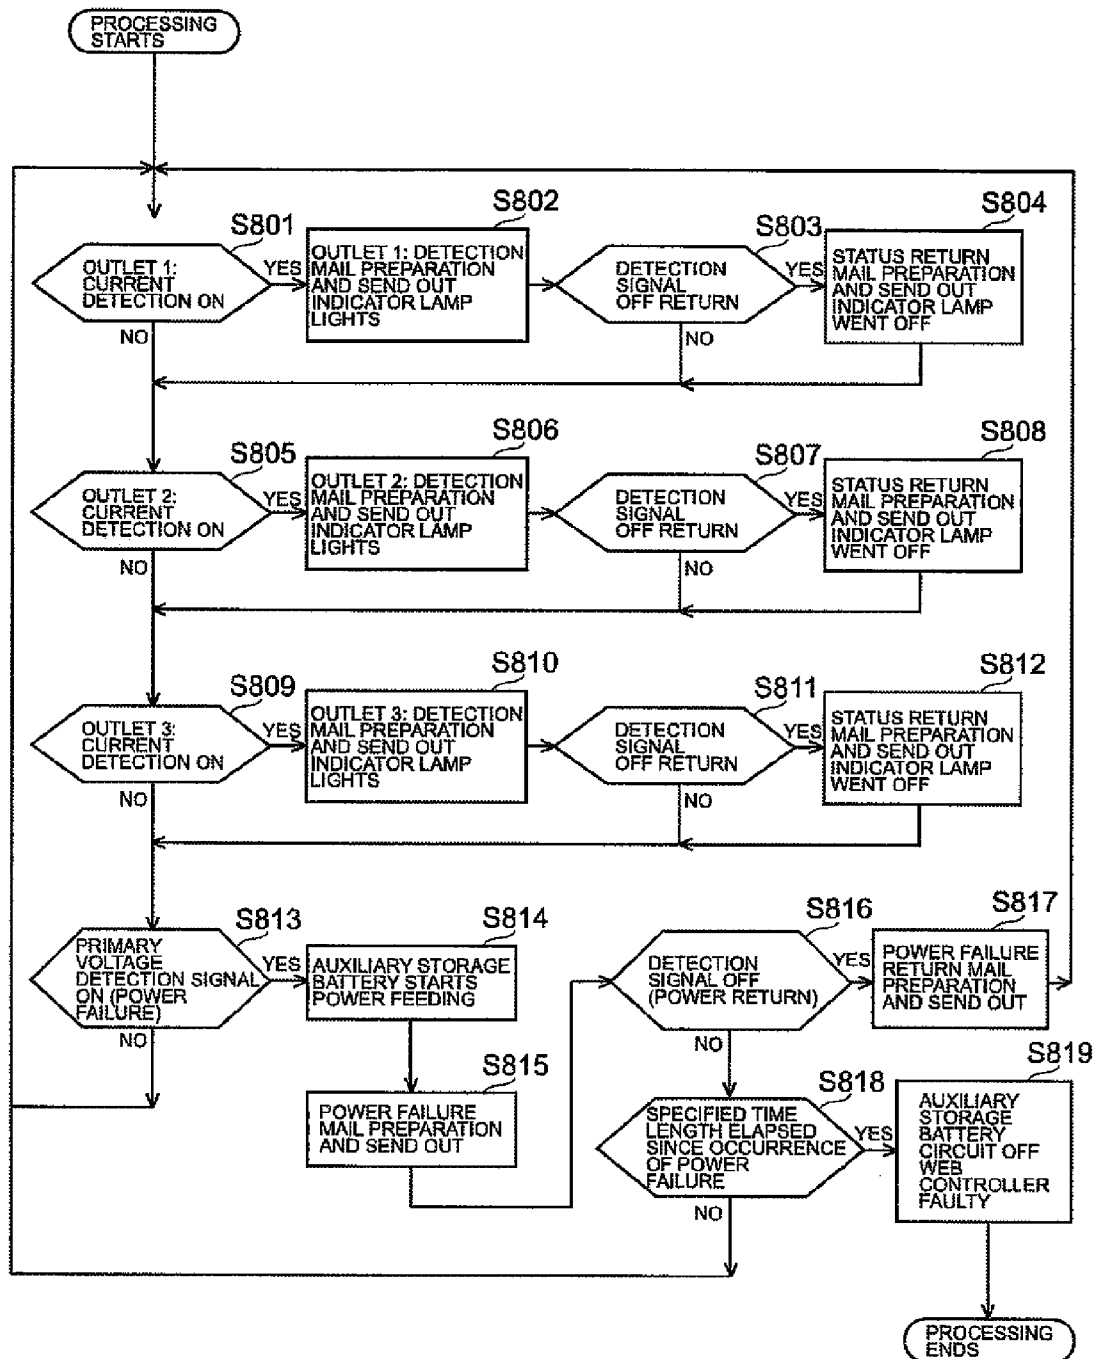 PROCESSING
STARTS
S801
OUTLET 1:
CURRENT
DETECTION ON
YES
NO
S802
OUTLET 1: DETECTION
MAIL PREPARATION
AND SEND OUT
INDICATOR LAMP
LIGHTS
S803
DETECTION
SIGNAL
OFF RETURN
YES
NO
S804
STATUS RETURN
MAIL PREPARATION
AND SEND OUT
INDICATOR LAMP
WENT OFF
S805
OUTLET 2:
CURRENT
DETECTION ON
YES
NO
S806
OUTLET 2: DETECTION
MAIL PREPARATION
AND SEND OUT
INDICATOR LAMP
LIGHTS
S807
DETECTION
SIGNAL
OFF RETURN
YES
NO
S808
STATUS RETURN
MAIL PREPARATION
AND SEND OUT
INDICATOR LAMP
WENT OFF
S809
OUTLET 3:
CURRENT
DETECTION ON
YES
NO
S810
OUTLET 3: DETECTION
MAIL PREPARATION
AND SEND OUT
INDICATOR LAMP
LIGHTS
S811
DETECTION
SIGNAL
OFF RETURN
YES
NO
S812
STATUS RETURN
MAIL PREPARATION
AND SEND OUT
INDICATOR LAMP
WENT OFF
S813
PRIMARY
VOLTAGE
DETECTION SIGNAL
ON (POWER
FAILURE)
YES
NO
S814
AUXILIARY STORAGE
BATTERY STARTS
POWER FEEDING
S815
POWER FAILURE
MAIL PREPARATION
AND SEND OUT
S816
DETECTION
SIGNAL OFF
(POWER RETURN)
YES
NO
S817
POWER FAILURE
RETURN MAIL
PREPARATION
AND SEND OUT
S818
SPECIFIED TIME
LENGTH ELAPSED
SINCE OCCURRENCE
OF POWER
FAILURE
YES
NO
S819
AUXILIARY
STORAGE
BATTERY
CIRCUIT OFF
WEB
CONTROLLER
FAULTY
PROCESSING
ENDS